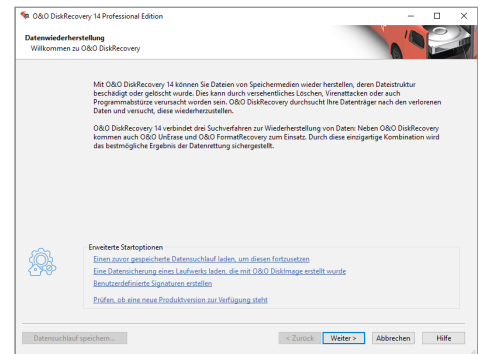 O&O DiskRecovery 14 Professional Edition
Datenwiederherstellung
Willkommen zu O&O DiskRecovery
Mit O&O DiskRecovery 14 können Sie Dateien von Speichermedien wieder herstellen, deren Dateistruktur
beschädigt oder gelöscht wurde. Dies kann durch versehentliches Löschen, Virenattacken oder auch
Programmabstürze verursacht worden sein. O&O DiskRecovery durchsucht Ihre Datenträger nach den verlorenen
Daten und versucht, diese wiederherzustellen.
O&O DiskRecovery 14 verbindet drei Suchverfahren zur Wiederherstellung von Daten: Neben O&O DiskRecovery
kommen auch O&O UnErase und O&O FormatRecovery zum Einsatz. Durch diese einzigartige Kombination wird
das bestmögliche Ergebnis der Datenrettung sichergestellt.
Erweiterte Startoptionen
Einen zuvor gespeicherte Datensuchlauf laden, um diesen fortzusetzen
Eine Datensicherung eines Laufwerks laden, die mit O&O DiskImage erstellt wurde
Benutzerdefinierte Signaturen erstellen
Prüfen, ob eine neue Produktversion zur Verfügung steht
Datensuchlauf speichern... < Zurück Weiter > Abbrechen Hilfe